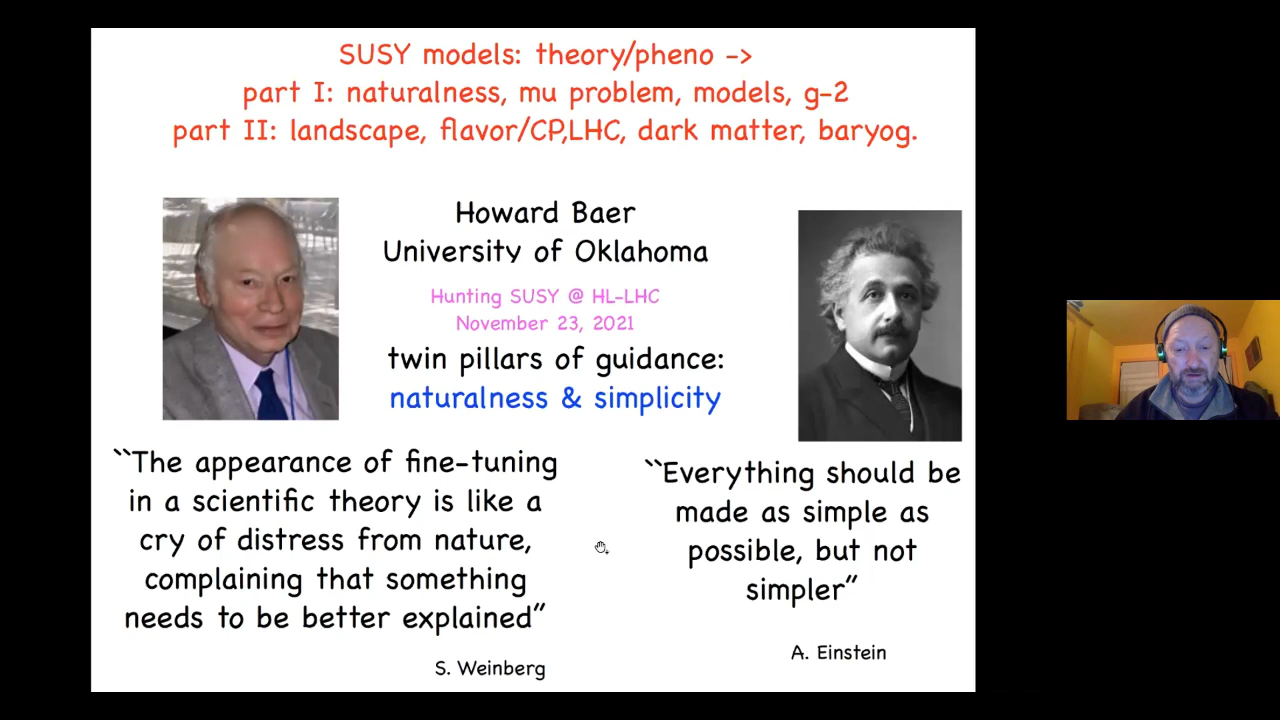 SUSY models: theory/pheno ->
part I: naturalness, mu problem, models, g-2
part II: landscape, flavor/CP,LHC, dark matter, baryog.
Howard Baer
University of Oklahoma
Hunting SUSY @ HL-LHC
November 23, 2021
twin pillars of guidance:
naturalness & simplicity
``The appearance of fine-tuning
in a scientific theory is like a
cry of distress from nature,
complaining that something
needs to be better explained”
S. Weinberg
``Everything should be
made as simple as
possible, but not
simpler”
A. Einstein